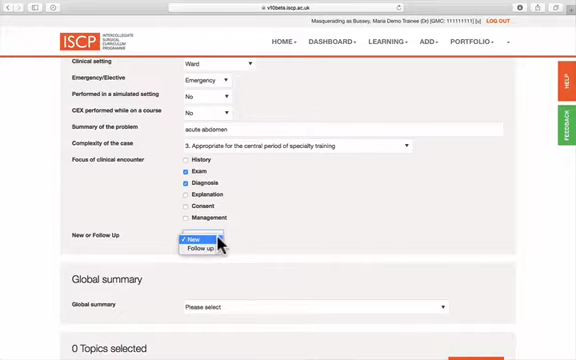 v10beta.iscp.ac.uk
Masquerading as Bussey, Maria Demo Trainee (Dr) (GMC: 1111111111) LOG OUT
ISCP INTERCOLLEGIATE SURGICAL CURRICULUM PROGRAMME
HOME DASHBOARD LEARNING ADD PORTFOLIO
HELP
FEEDBACK
Clinical setting Ward
Emergency/Elective Emergency
Performed in a simulated setting No
CEX performed while on a course No
Summary of the problem acute abdomen
Complexity of the case 3. Appropriate for the central period of specialty training
Focus of clinical encounter History
Exam
Diagnosis
Explanation
Consent
Management
New or Follow Up New
Follow up
Global summary
Global summary Please select
0 Topics selected